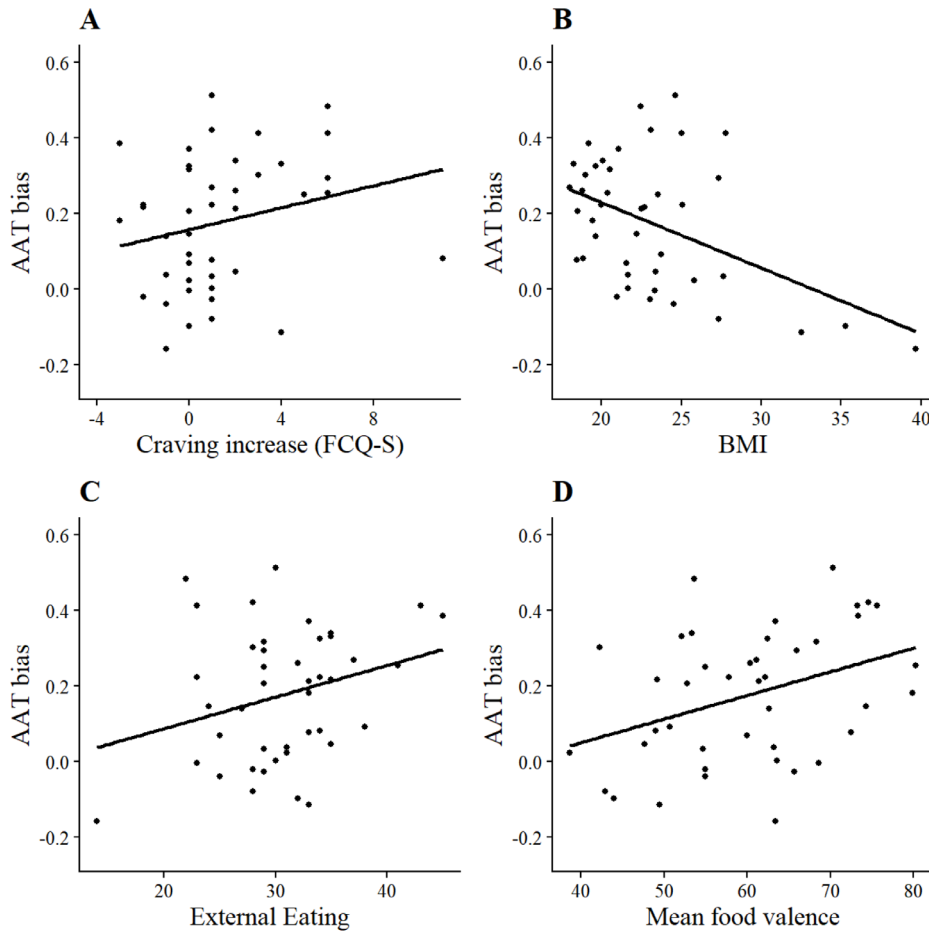 A
AAT bias
0.6
0.4
0.2
0.0
-0.2
-4 0 4 8
Craving increase (FCQ-S)
B
AAT bias
0.6
0.4
0.2
0.0
-0.2
20 25 30 35 40
BMI
C
AAT bias
0.6
0.4
0.2
0.0
-0.2
20 30 40
External Eating
D
AAT bias
0.6
0.4
0.2
0.0
-0.2
40 50 60 70 80
Mean food valence